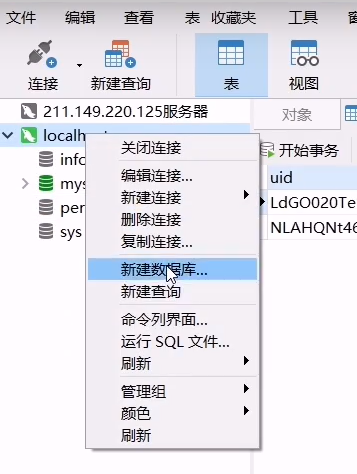 文件 编辑 查看 表 收藏夹 工具
连接 新建查询 表 视图
211.149.220.125服务器
对象
开始事务
uid
LdGO020Te
NLAHQNt46
sys
关闭连接
编辑连接...
新建连接
删除连接
复制连接...
新建数据库...
新建查询
命令列界面...
运行 SQL 文件...
刷新
管理组
颜色
刷新